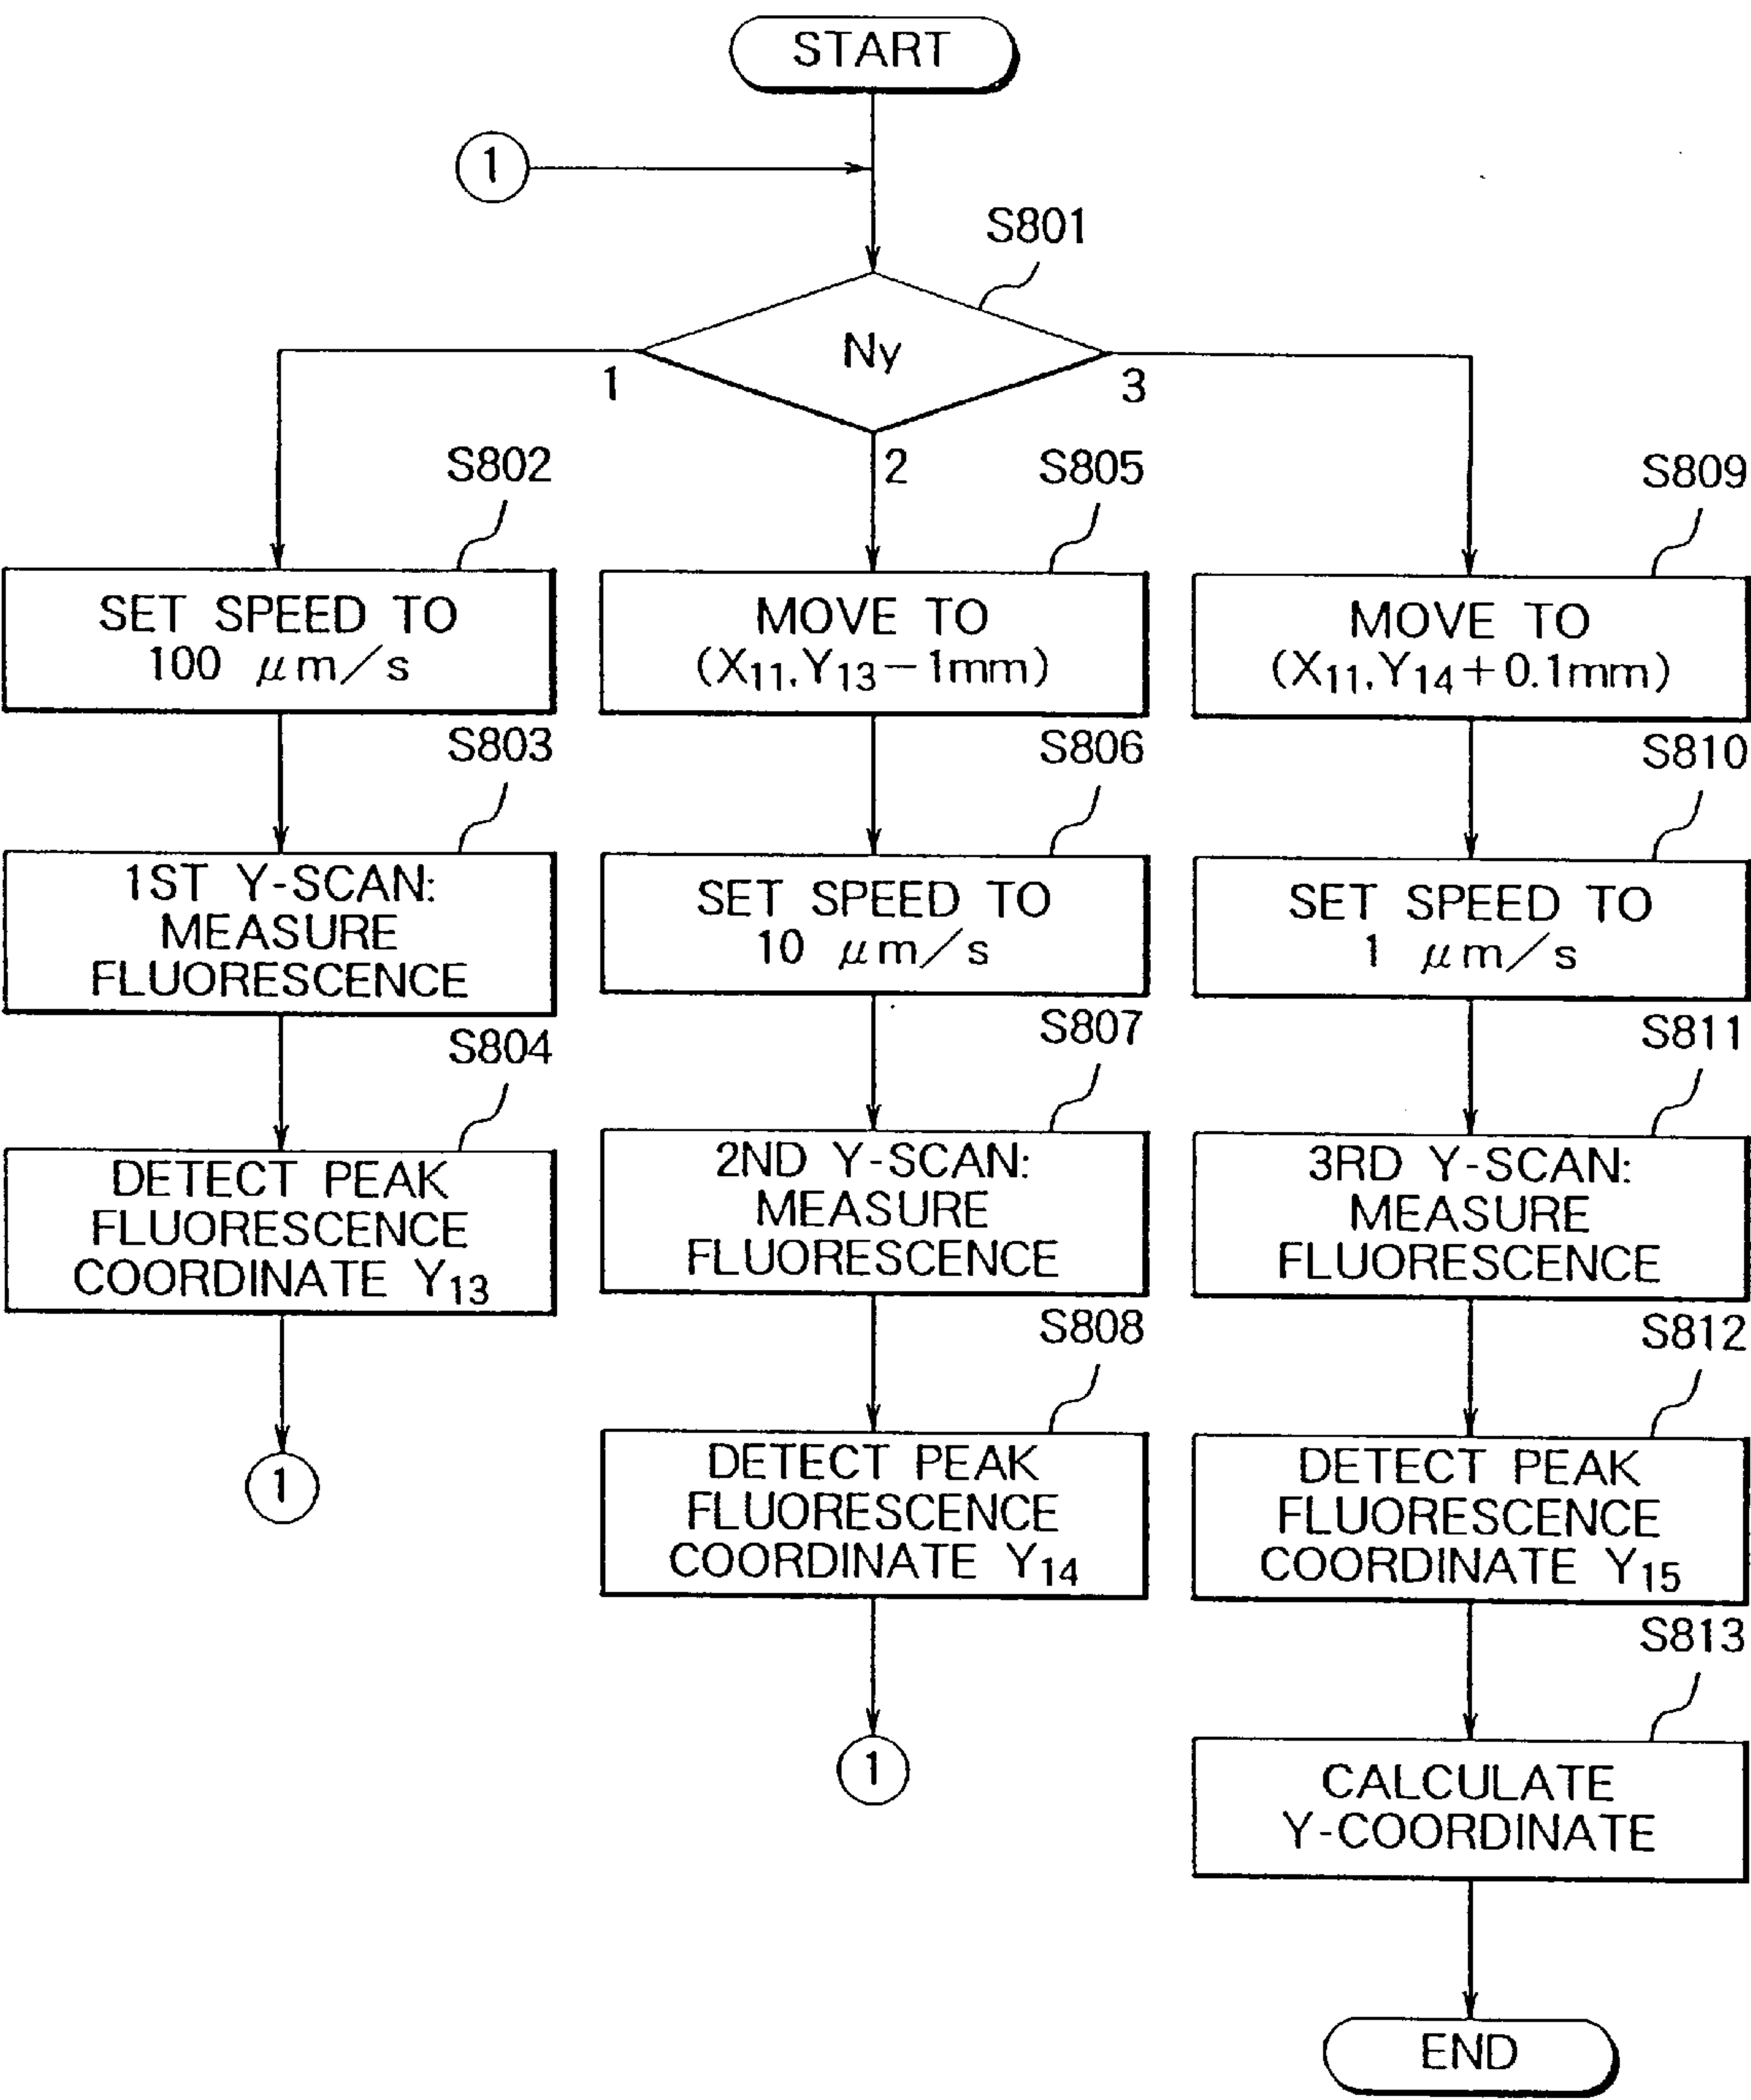 START
1
S801
Ny
1
2
3
S802
SET SPEED TO
100 μm/s
S803
1ST Y-SCAN:
MEASURE
FLUORESCENCE
S804
DETECT PEAK
FLUORESCENCE
COORDINATE Y13
1
S805
MOVE TO
(X11,Y13−1mm)
S806
SET SPEED TO
10 μm/s
S807
2ND Y-SCAN:
MEASURE
FLUORESCENCE
S808
DETECT PEAK
FLUORESCENCE
COORDINATE Y14
1
S809
MOVE TO
(X11,Y14+0.1mm)
S810
SET SPEED TO
1 μm/s
S811
3RD Y-SCAN:
MEASURE
FLUORESCENCE
S812
DETECT PEAK
FLUORESCENCE
COORDINATE Y15
S813
CALCULATE
Y-COORDINATE
END